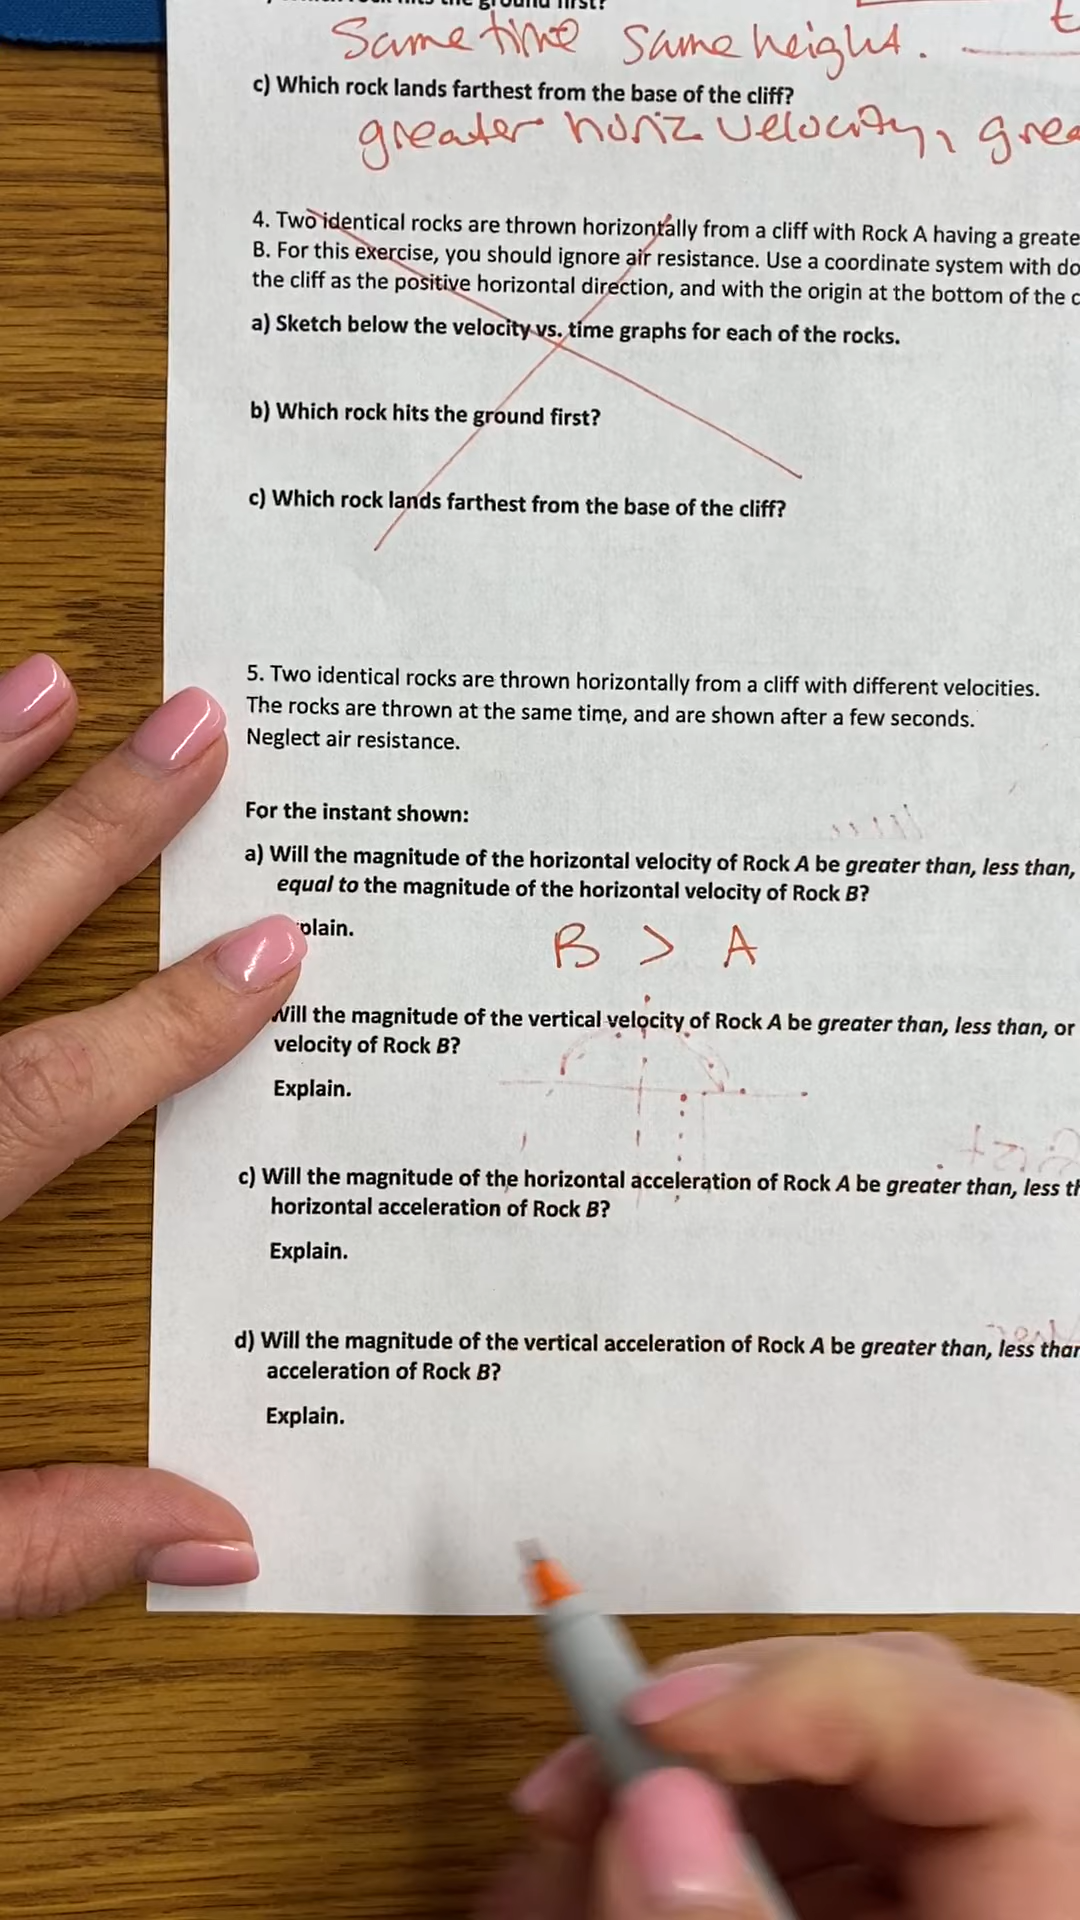 the ground first?
Same time same height.
c) Which rock lands farthest from the base of the cliff?
greater horiz velocity, grea
4. Two identical rocks are thrown horizontally from a cliff with Rock A having a greate
B. For this exercise, you should ignore air resistance. Use a coordinate system with do
the cliff as the positive horizontal direction, and with the origin at the bottom of the c
a) Sketch below the velocity vs. time graphs for each of the rocks.
b) Which rock hits the ground first?
c) Which rock lands farthest from the base of the cliff?
5. Two identical rocks are thrown horizontally from a cliff with different velocities.
The rocks are thrown at the same time, and are shown after a few seconds.
Neglect air resistance.
For the instant shown:
a) Will the magnitude of the horizontal velocity of Rock A be greater than, less than,
equal to the magnitude of the horizontal velocity of Rock B?
plain.
B > A
Will the magnitude of the vertical velocity of Rock A be greater than, less than, or
velocity of Rock B?
Explain.
c) Will the magnitude of the horizontal acceleration of Rock A be greater than, less th
horizontal acceleration of Rock B?
Explain.
d) Will the magnitude of the vertical acceleration of Rock A be greater than, less than
acceleration of Rock B?
Explain.